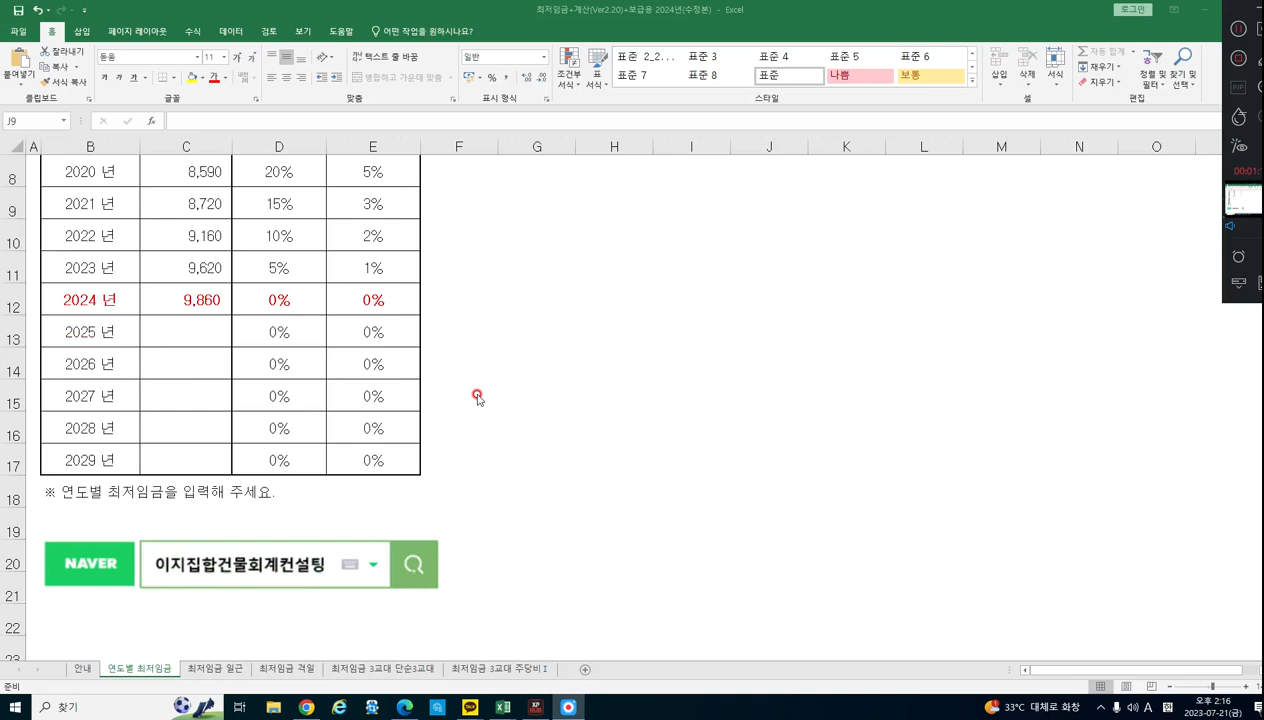 최저임금+계산(Ver2.20)+보급용 2024년(수정본) - Excel
로그인
파일 홈 삽입 페이지 레이아웃 수식 데이터 검토 보기 도움말 어떤 작업을 원하시나요?
붙여넣기
잘라내기
복사
서식 복사
돋움 11
가 가
가 가 가
텍스트 줄 바꿈
병합하고 가운데 맞춤
일반
조건부 서식
표 서식
표준 2_2... 표준 3 표준 4 표준 5 표준 6
표준 7 표준 8 표준 나쁨 보통
삽입 삭제 서식
자동 합계
채우기
지우기
정렬 및 필터
찾기 및 선택
클립보드 글꼴 맞춤 표시 형식 스타일 셀 편집
J9 fx
PIP
A B C D E F G H I J K L M N O
8 2020 년 8,590 20% 5%
9 2021 년 8,720 15% 3%
10 2022 년 9,160 10% 2%
11 2023 년 9,620 5% 1%
12 2024 년 9,860 0% 0%
13 2025 년 0% 0%
14 2026 년 0% 0%
15 2027 년 0% 0%
16 2028 년 0% 0%
17 2029 년 0% 0%
18 ※ 연도별 최저임금을 입력해 주세요.
19
20 NAVER 이지집합건물회계컨설팅
21
22
23
안내 연도별 최저임금 최저임금 일근 최저임금 격일 최저임금 3교대 단순3교대 최저임금 3교대 주당비
준비
찾기
33°C 대체로 화창
A 한
오후 2:16
2023-07-21(금)